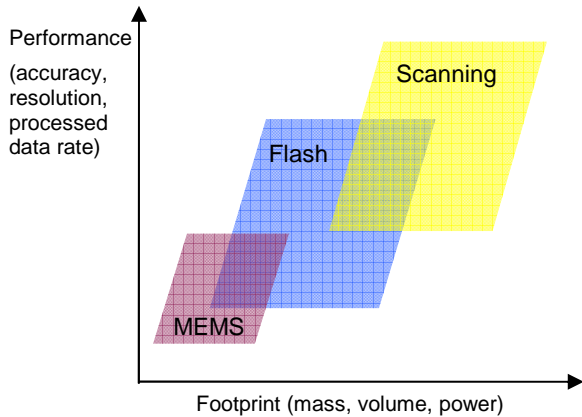 Performance
(accuracy,
resolution,
processed
data rate)
Scanning
Flash
MEMS
Footprint (mass, volume, power)